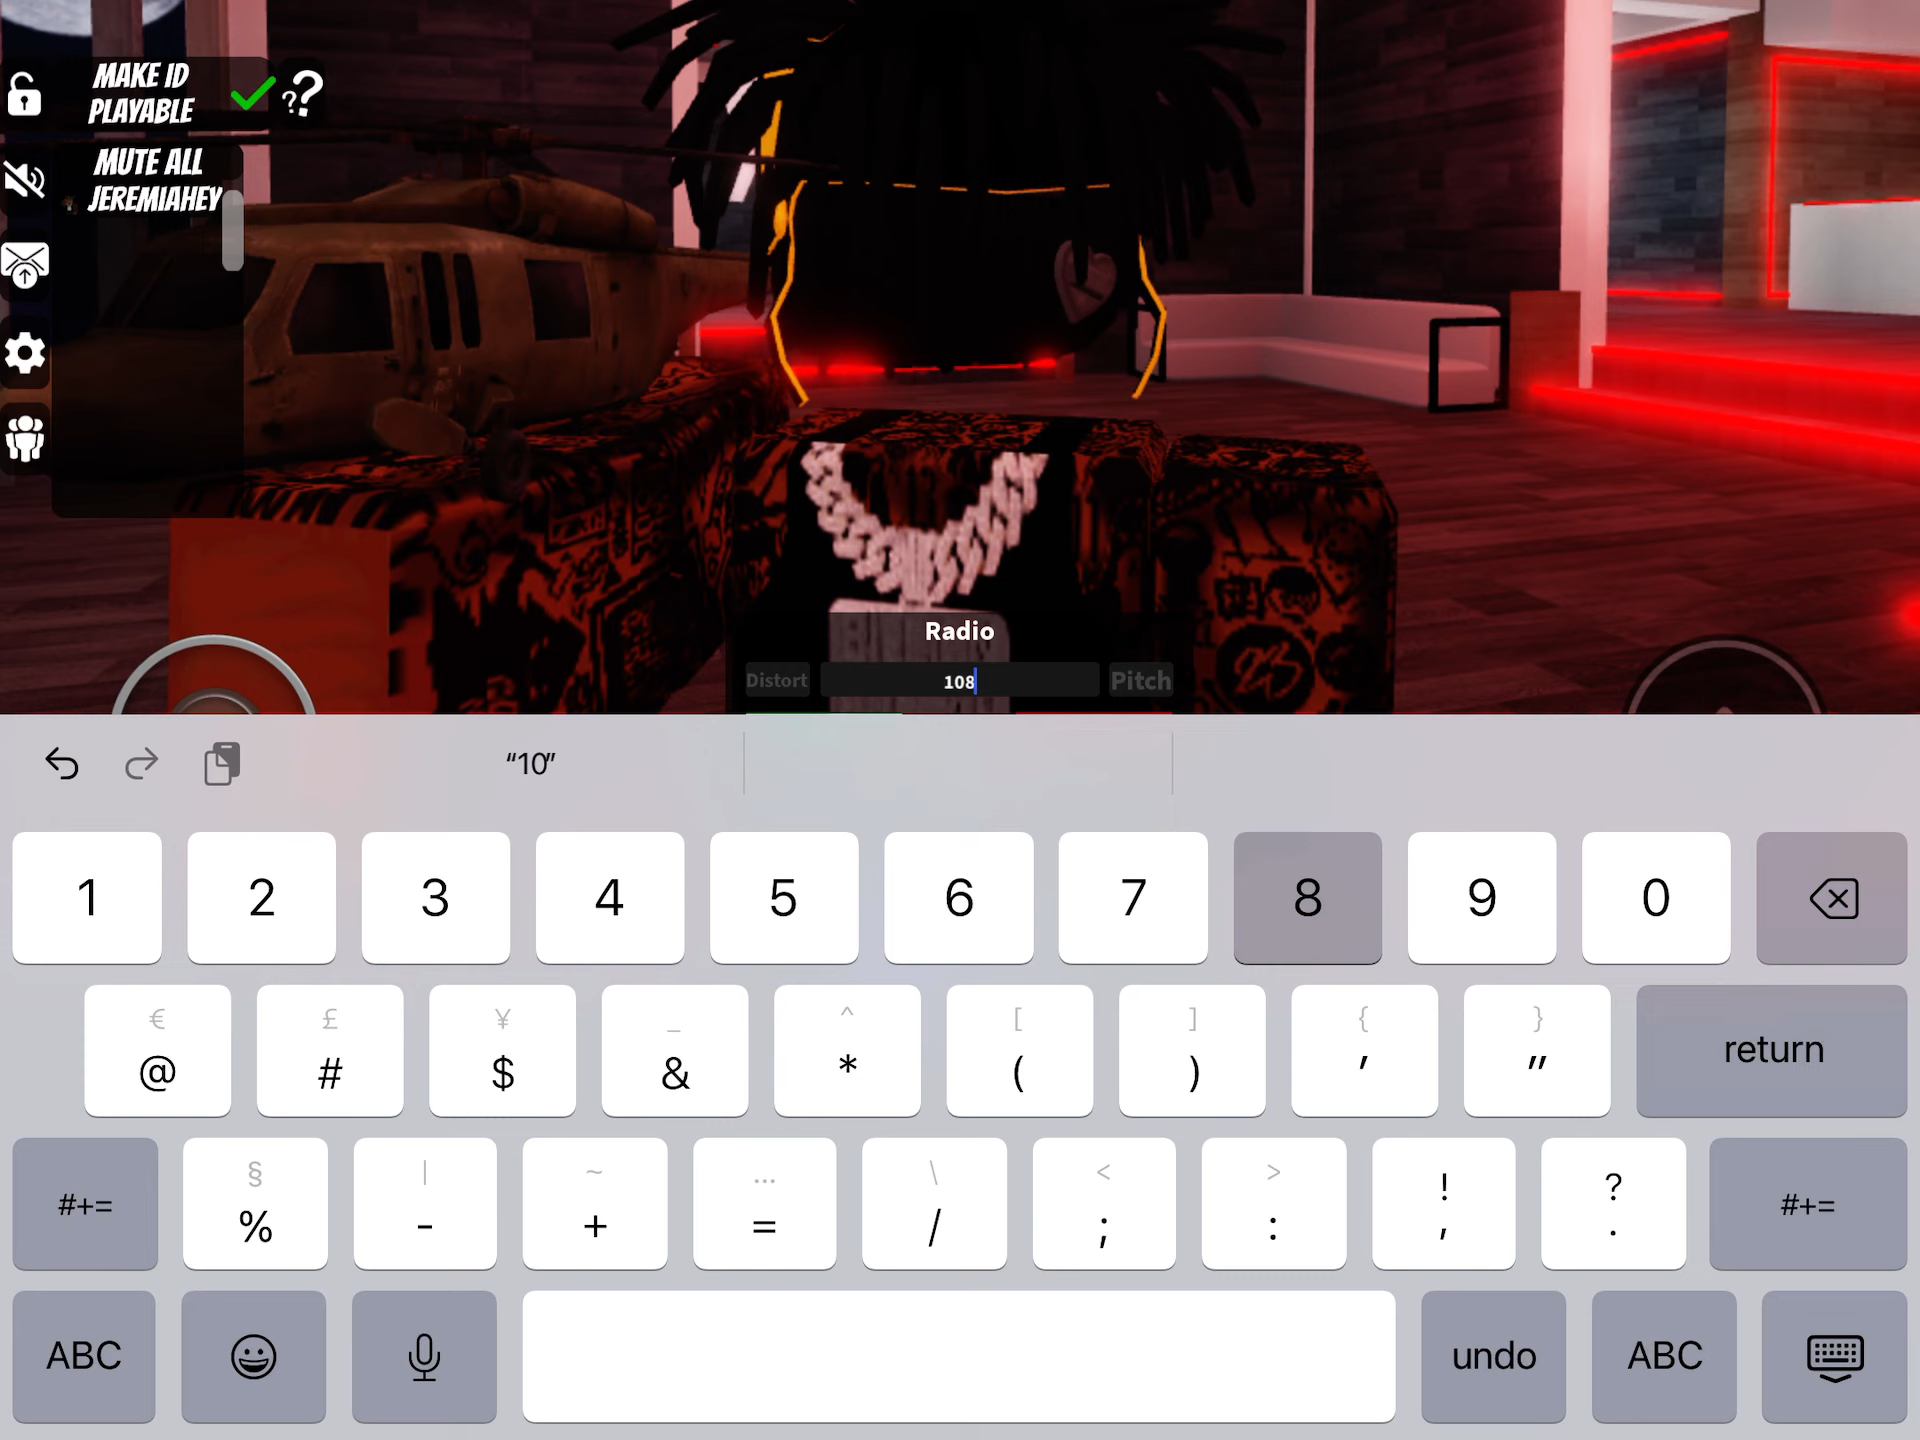 MAKE ID
PLAYABLE
??
MUTE ALL
JEREMIAHEY
Radio
Distort
108
Pitch
“10”
1 2 3 4 5 6 7 8 9 0
€ £ ¥ _ ^ [ ] { }
@ # $ & * ( ) ' " return
§ | ~ … \ < > ! ?
#+= % - + = / ; : , . #+=
ABC undo ABC